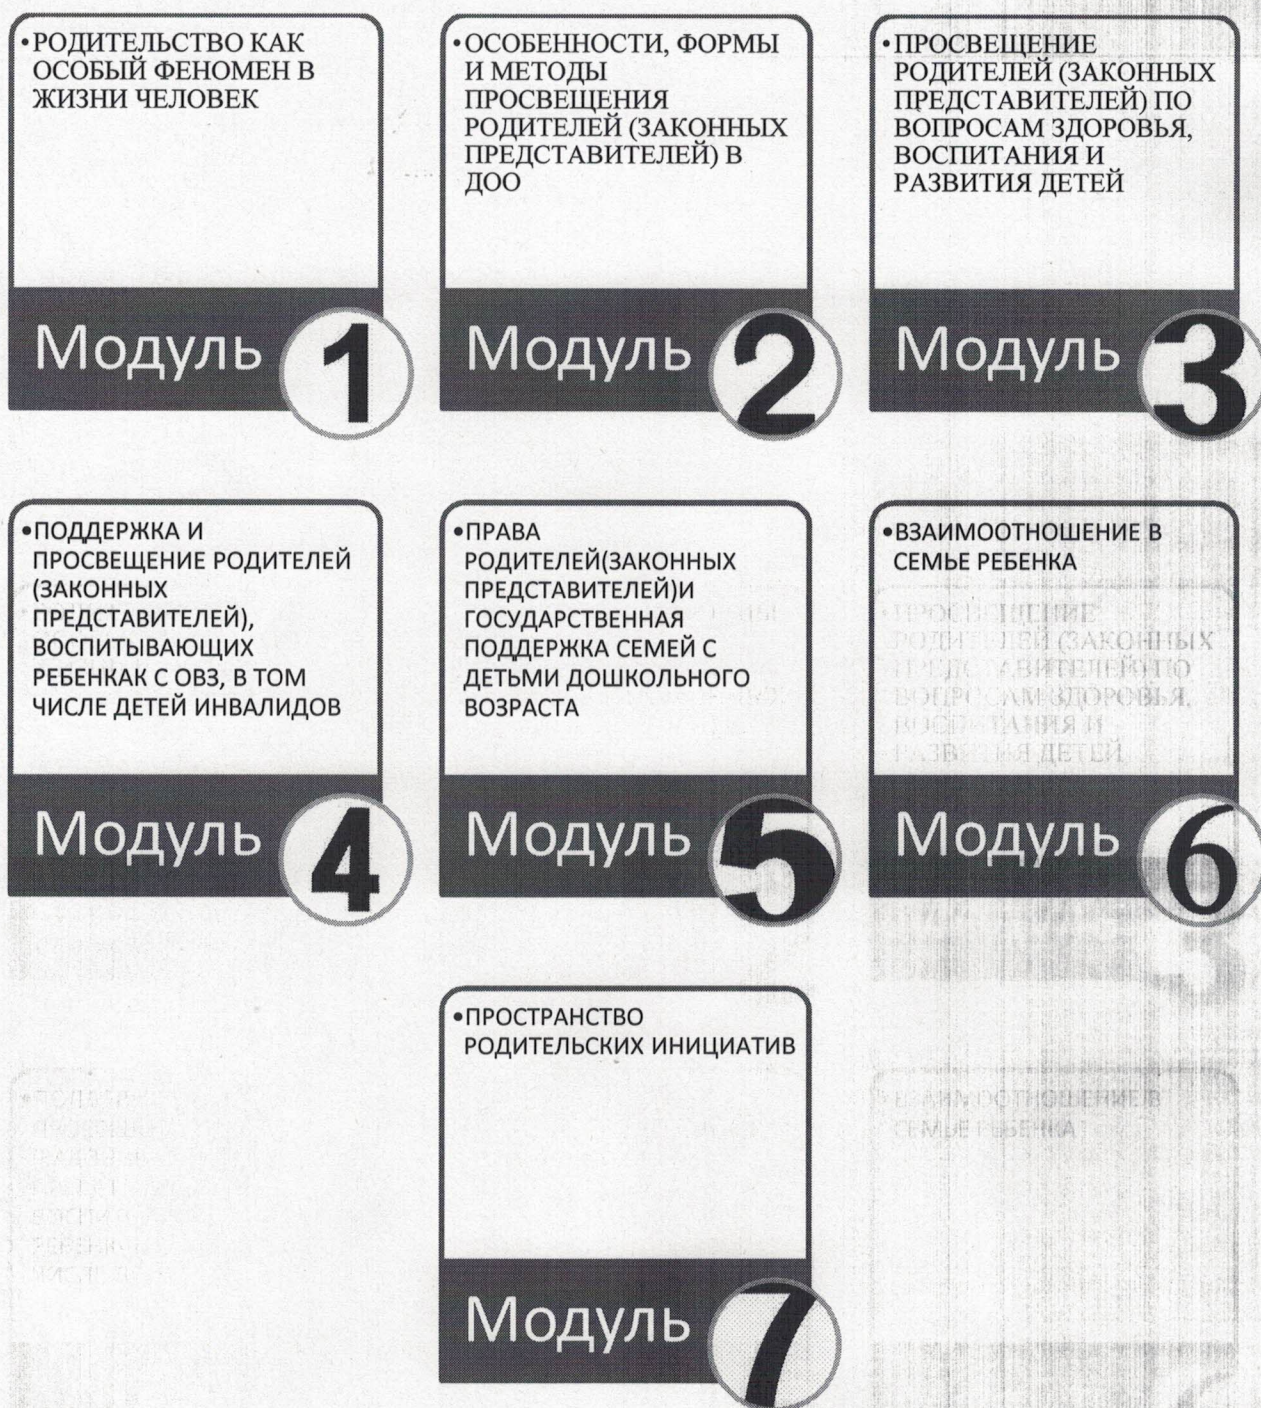 •РОДИТЕЛЬСТВО КАК
ОСОБЫЙ ФЕНОМЕН В
ЖИЗНИ ЧЕЛОВЕК
Модуль 1
•ОСОБЕННОСТИ, ФОРМЫ
И МЕТОДЫ
ПРОСВЕЩЕНИЯ
РОДИТЕЛЕЙ (ЗАКОННЫХ
ПРЕДСТАВИТЕЛЕЙ) В
ДОО
Модуль 2
•ПРОСВЕЩЕНИЕ
РОДИТЕЛЕЙ (ЗАКОННЫХ
ПРЕДСТАВИТЕЛЕЙ) ПО
ВОПРОСАМ ЗДОРОВЬЯ,
ВОСПИТАНИЯ И
РАЗВИТИЯ ДЕТЕЙ
Модуль 3
•ПОДДЕРЖКА И
ПРОСВЕЩЕНИЕ РОДИТЕЛЕЙ
(ЗАКОННЫХ
ПРЕДСТАВИТЕЛЕЙ),
ВОСПИТЫВАЮЩИХ
РЕБЕНКАК С ОВЗ, В ТОМ
ЧИСЛЕ ДЕТЕЙ ИНВАЛИДОВ
Модуль 4
•ПРАВА
РОДИТЕЛЕЙ(ЗАКОННЫХ
ПРЕДСТАВИТЕЛЕЙ)И
ГОСУДАРСТВЕННАЯ
ПОДДЕРЖКА СЕМЕЙ С
ДЕТЬМИ ДОШКОЛЬНОГО
ВОЗРАСТА
Модуль 5
•ВЗАИМООТНОШЕНИЕ В
СЕМЬЕ РЕБЕНКА
Модуль 6
•ПРОСТРАНСТВО
РОДИТЕЛЬСКИХ ИНИЦИАТИВ
Модуль 7